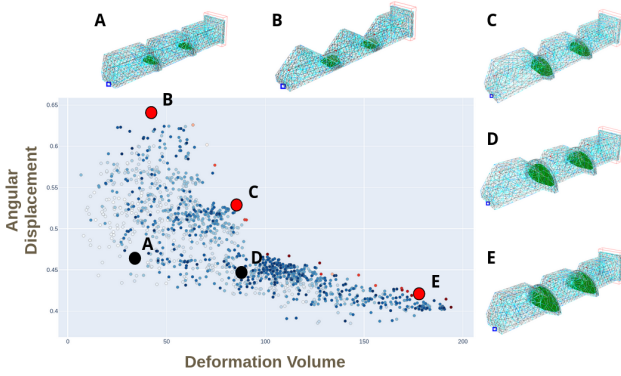 A
B
C
D
E
0.65
0.6
0.55
0.5
0.45
0.4
B
C
A
D
E
Angular
Displacement
0
50
100
150
200
Deformation Volume